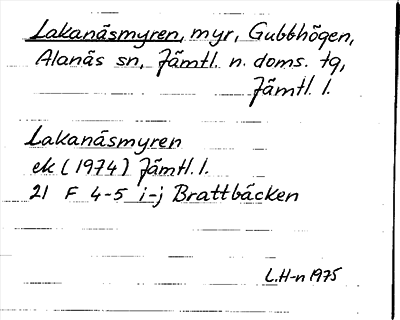 Lakanäsmyren, myr, Gubbhögen,
Alanäs sn, Jämtl. n. doms. tg,
Jämtl. l.
Lakanäsmyren
ek (1974) Jämtl. l.
21 F 4-5 i-j Brattbäcken
L.H-n 1975